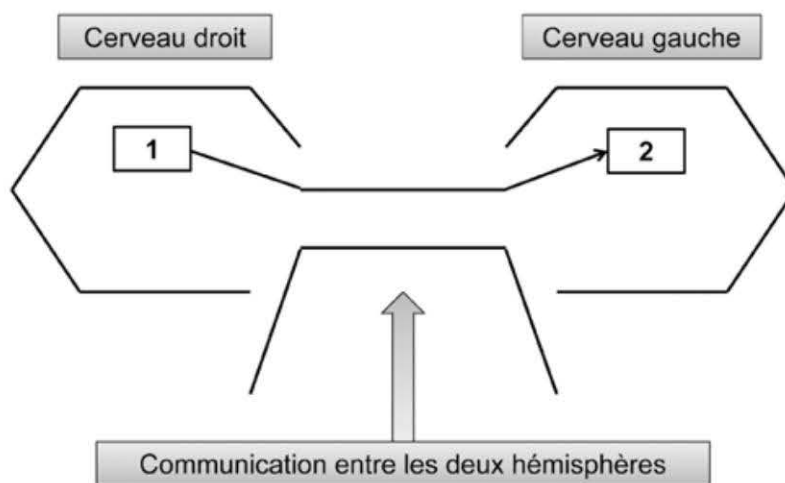 Cerveau droit
Cerveau gauche
1
2
Communication entre les deux hémisphères